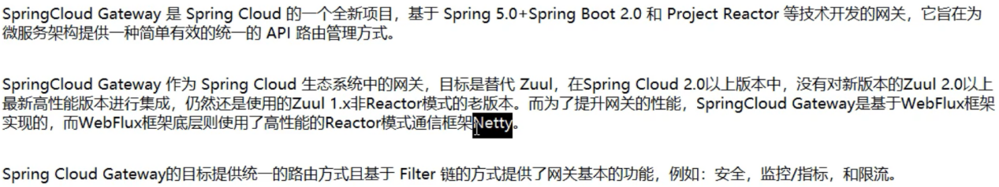 SpringCloud Gateway 是 Spring Cloud 的一个全新项目，基于 Spring 5.0+Spring Boot 2.0 和 Project Reactor 等技术开发的网关，它旨在为
微服务架构提供一种简单有效的统一的 API 路由管理方式。
SpringCloud Gateway 作为 Spring Cloud 生态系统中的网关，目标是替代 Zuul，在Spring Cloud 2.0以上版本中，没有对新版本的Zuul 2.0以上
最新高性能版本进行集成，仍然还是使用的Zuul 1.x非Reactor模式的老版本。而为了提升网关的性能，SpringCloud Gateway是基于WebFlux框架
实现的，而WebFlux框架底层则使用了高性能的Reactor模式通信框架Netty。
Spring Cloud Gateway的目标提供统一的路由方式且基于 Filter 链的方式提供了网关基本的功能，例如：安全，监控/指标，和限流。